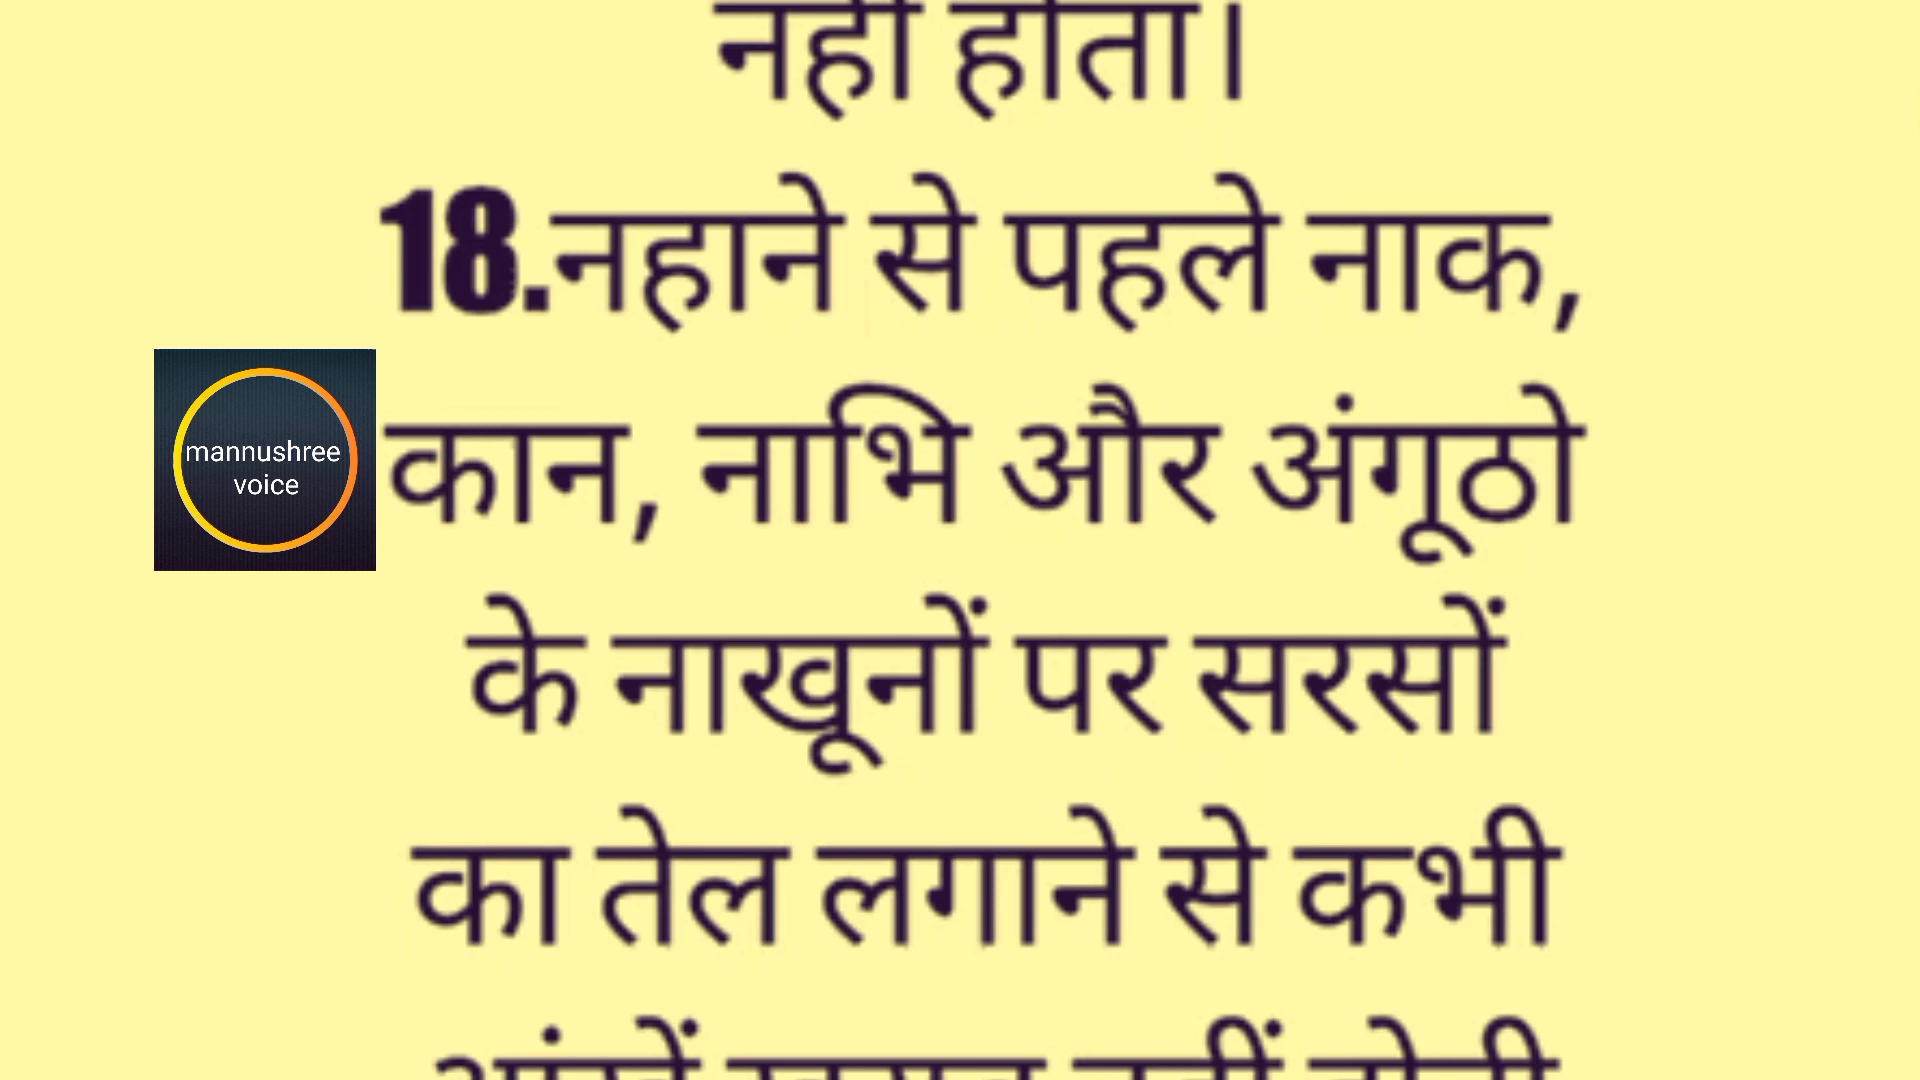 नहीं होता।
18.नहाने से पहले नाक,
mannushree
voice
कान, नाभि और अंगूठो
के नाखूनों पर सरसों
का तेल लगाने से कभी